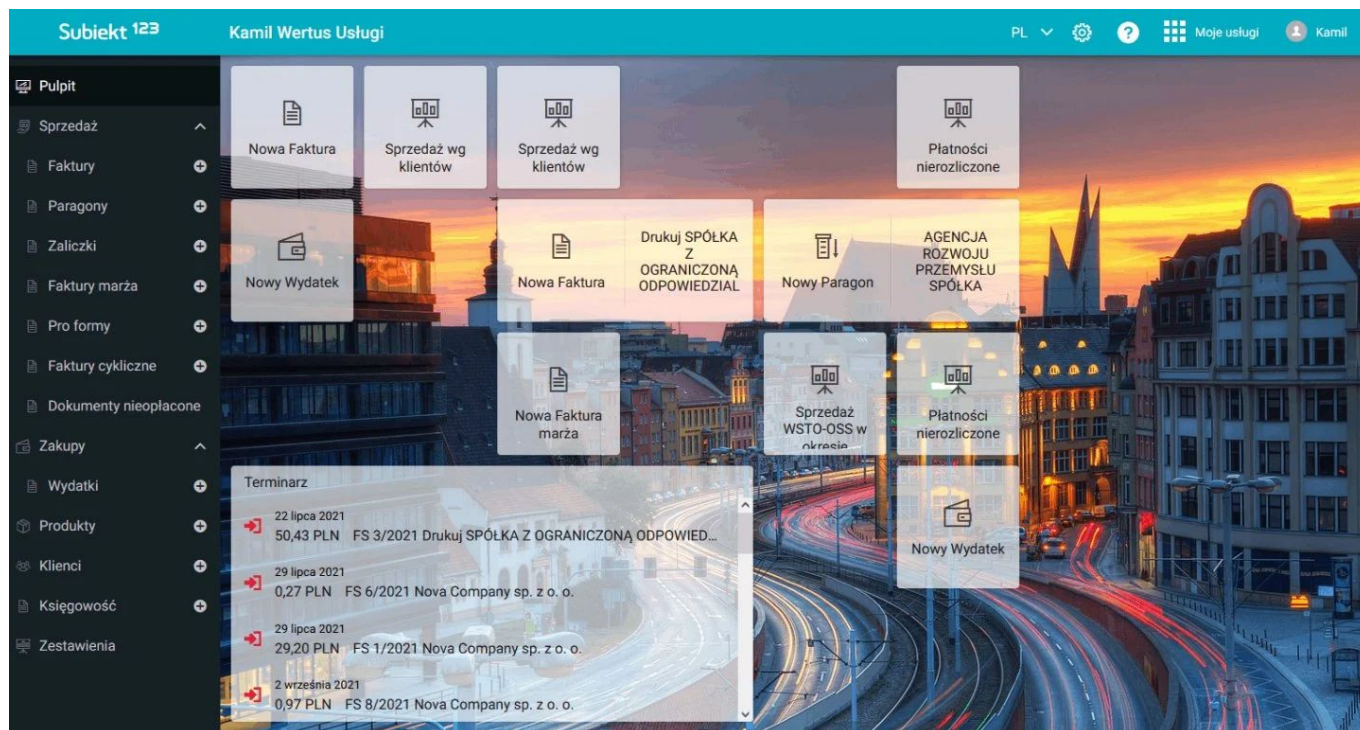 Subiekt 123
Kamil Wertus Usługi
PL
?
Moje usługi
Kamil
Pulpit
Sprzedaż
Faktury
Paragony
Zaliczki
Faktury marża
Pro formy
Faktury cykliczne
Dokumenty nieopłacone
Zakupy
Wydatki
Produkty
Klienci
Księgowość
Zestawienia
Nowa Faktura
Sprzedaż wg
klientów
Sprzedaż wg
klientów
Płatności
nierozliczone
Nowy Wydatek
Nowa Faktura
Drukuj SPÓŁKA
Z
OGRANICZONĄ
ODPOWIEDZIAL
Nowy Paragon
AGENCJA
ROZWOJU
PRZEMYSŁU
SPÓŁKA
Nowa Faktura
marża
Sprzedaż
WSTO-OSS w
okresie
Płatności
nierozliczone
Nowy Wydatek
Terminarz
22 lipca 2021
50,43 PLN FS 3/2021 Drukuj SPÓŁKA Z OGRANICZONĄ ODPOWIED...
29 lipca 2021
0,27 PLN FS 6/2021 Nova Company sp. z o. o.
29 lipca 2021
29,20 PLN FS 1/2021 Nova Company sp. z o. o.
2 września 2021
0,97 PLN FS 8/2021 Nova Company sp. z o. o.